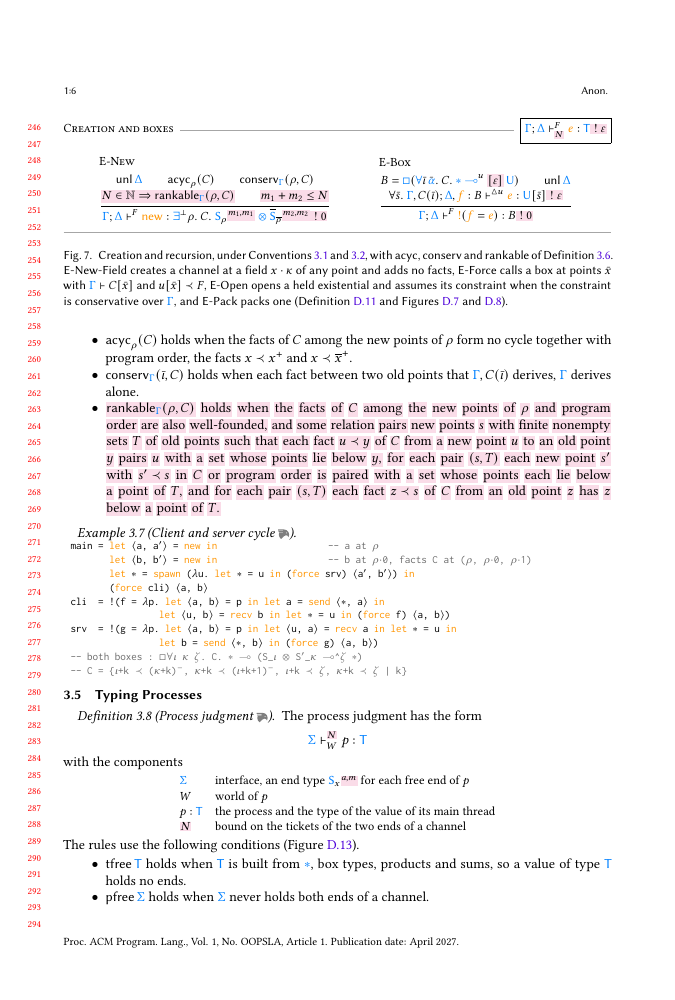 1:6 Anon.
246 Creation and boxes Γ; Δ ⊢ᶠ_N e : T ! ε
247
248 E-New E-Box
249 unl Δ acyc_ρ(C) conserv_Γ(ρ, C) B = □(∀ī ᾱ. C. ∗ ⊸ᵘ [ε] U) unl Δ
250 N ∈ ℕ ⇒ rankable_Γ(ρ, C) m₁ + m₂ ≤ N ∀s̄. Γ, C(ī); Δ, f : B ⊢^{△u} e : U[s̄] ! ε
251 Γ; Δ ⊢ᶠ new : ∃^⊥ρ. C. S_ρ^{m₁,m₁} ⊗ S̄_ρ̄^{m₂,m₂} ! 0 Γ; Δ ⊢ᶠ !(f = e) : B ! 0
252
253
254 Fig. 7. Creation and recursion, under Conventions 3.1 and 3.2, with acyc, conserv and rankable of Definition 3.6.
255 E-New-Field creates a channel at a field x · κ of any point and adds no facts, E-Force calls a box at points x̄
256 with Γ ⊢ C[x̄] and u[x̄] ≺ F, E-Open opens a held existential and assumes its constraint when the constraint
257 is conservative over Γ, and E-Pack packs one (Definition D.11 and Figures D.7 and D.8).
258
259 • acyc_ρ(C) holds when the facts of C among the new points of ρ form no cycle together with
260 program order, the facts x ≺ x⁺ and x ≺ x̄⁺.
261 • conserv_Γ(ī, C) holds when each fact between two old points that Γ, C(ī) derives, Γ derives
262 alone.
263 • rankable_Γ(ρ, C) holds when the facts of C among the new points of ρ and program
264 order are also well-founded, and some relation pairs new points s with finite nonempty
265 sets T of old points such that each fact u ≺ y of C from a new point u to an old point
266 y pairs u with a set whose points lie below y, for each pair (s, T) each new point s′
267 with s′ ≺ s in C or program order is paired with a set whose points each lie below
268 a point of T, and for each pair (s, T) each fact z ≺ s of C from an old point z has z
269 below a point of T.
270 Example 3.7 (Client and server cycle ).
271 main = let ⟨a, a′⟩ = new in -- a at ρ
272 let ⟨b, b′⟩ = new in -- b at ρ·0, facts C at (ρ, ρ·0, ρ·1)
273 let ∗ = spawn (λu. let ∗ = u in (force srv) ⟨a′, b′⟩) in
274 (force cli) ⟨a, b⟩
275 cli = !(f = λp. let ⟨a, b⟩ = p in let a = send ⟨∗, a⟩ in
276 let ⟨u, b⟩ = recv b in let ∗ = u in (force f) ⟨a, b⟩)
277 srv = !(g = λp. let ⟨a, b⟩ = p in let ⟨u, a⟩ = recv a in let ∗ = u in
let b = send ⟨∗, b⟩ in (force g) ⟨a, b⟩)
278 -- both boxes : □∀ι κ ζ. C. ∗ ⊸ (S_ι ⊗ S′_κ ⊸^ζ ∗)
279 -- C = {ι+k ≺ (κ+k)⁻, κ+k ≺ (ι+k+1)⁻, ι+k ≺ ζ, κ+k ≺ ζ | k}
280 3.5 Typing Processes
281 Definition 3.8 (Process judgment ). The process judgment has the form
282
283 Σ ⊢ᴺ_W p : T
284 with the components
285 Σ interface, an end type S_x^{a,m} for each free end of p
286 W world of p
287 p : T the process and the type of the value of its main thread
288 N bound on the tickets of the two ends of a channel
289 The rules use the following conditions (Figure D.13).
290 • tfree T holds when T is built from ∗, box types, products and sums, so a value of type T
291 holds no ends.
292 • pfree Σ holds when Σ never holds both ends of a channel.
293
294
Proc. ACM Program. Lang., Vol. 1, No. OOPSLA, Article 1. Publication date: April 2027.